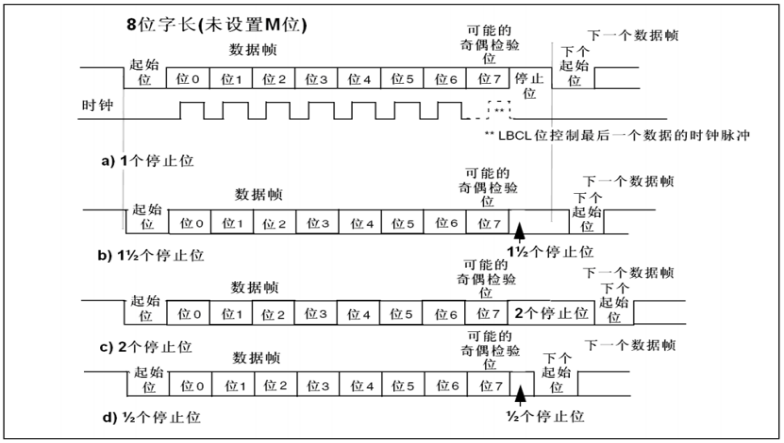 8位字长(未设置M位)
数据帧
可能的
奇偶检验
位
下一个数据帧
起始
位
位0
位1
位2
位3
位4
位5
位6
位7
停止
位
下个
起始
位
时钟
**
** LBCL位控制最后一个数据的时钟脉冲
a) 1个停止位
数据帧
可能的
奇偶检验
位
下一个数据帧
起始
位
位0
位1
位2
位3
位4
位5
位6
位7
下个
起始
位
b) 1½个停止位
1½个停止位
数据帧
可能的
奇偶检验
位
下一个数据帧
起始
位
位0
位1
位2
位3
位4
位5
位6
位7
2个停止位
下个
起始
位
c) 2个停止位
数据帧
可能的
奇偶检验
位
下一个数据帧
起始
位
位0
位1
位2
位3
位4
位5
位6
位7
下个
起始
位
d) ½个停止位
½个停止位